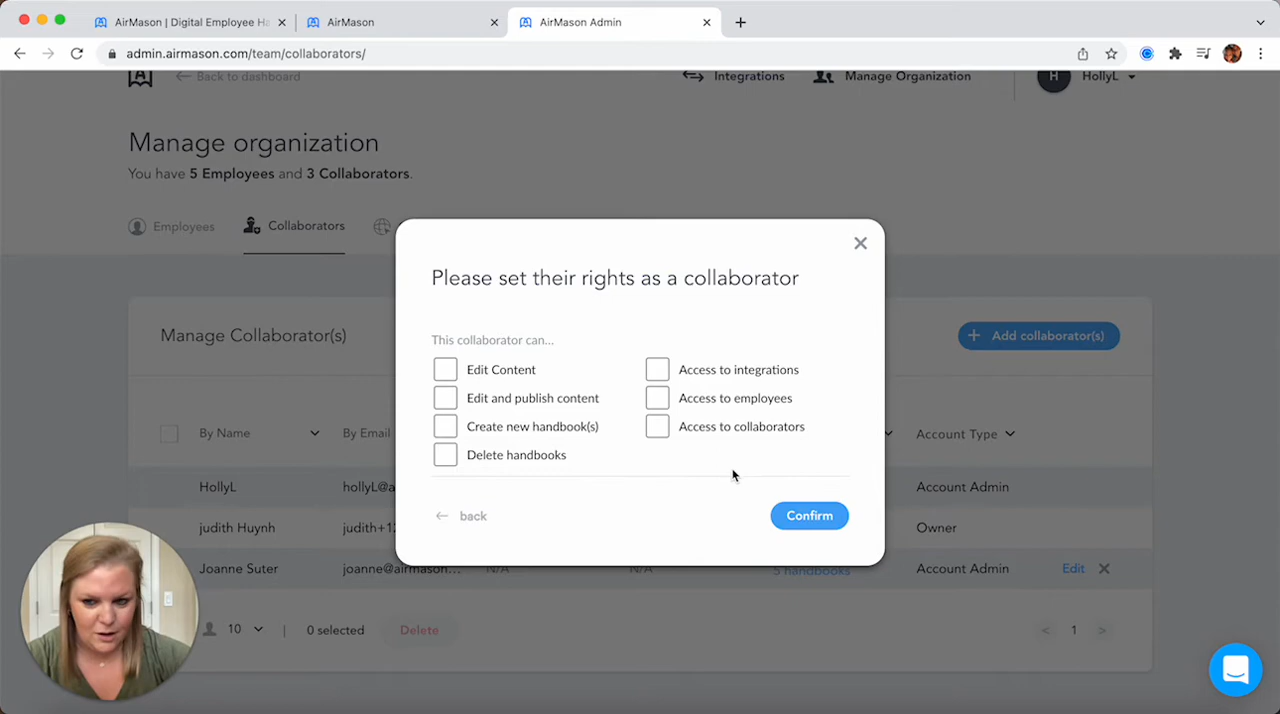 AirMason | Digital Employee Ha
AirMason
AirMason Admin
admin.airmason.com/team/collaborators/
Back to dashboard
Integrations
Manage Organization
H
HollyL
Manage organization
You have 5 Employees and 3 Collaborators.
Employees
Collaborators
Please set their rights as a collaborator
This collaborator can...
Edit Content
Access to integrations
Edit and publish content
Access to employees
Create new handbook(s)
Access to collaborators
Delete handbooks
back
Confirm
Manage Collaborator(s)
+ Add collaborator(s)
By Name
By Email
Account Type
HollyL
hollyL@a
Account Admin
judith Huynh
judith+12
Owner
Joanne Suter
joanne@airmason...
N/A
N/A
5 handbooks
Account Admin
Edit
10
|
0 selected
Delete
<
1
>